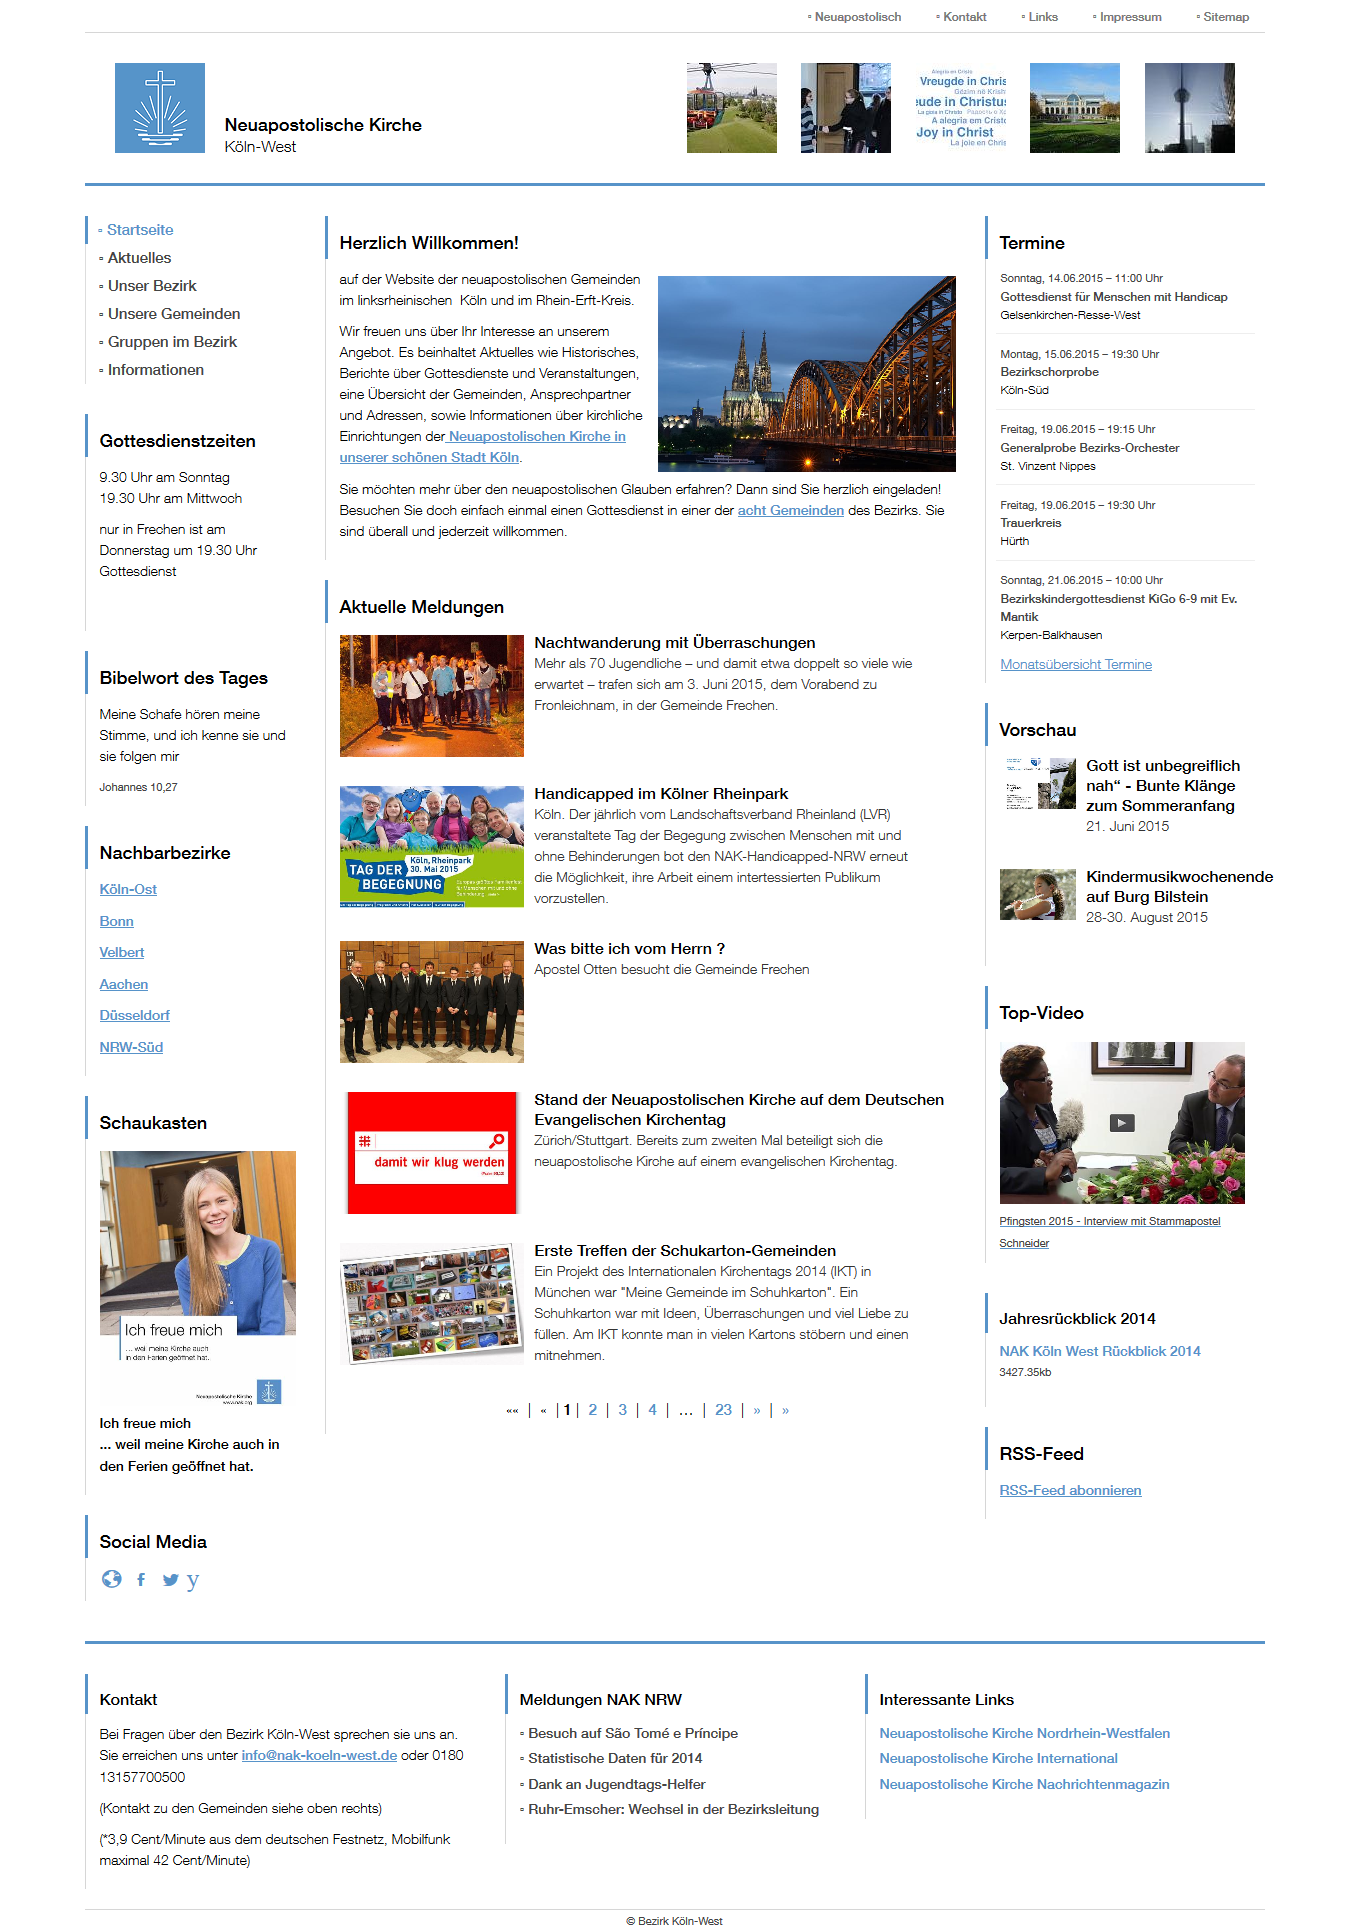 ▫ Neuapostolisch ▫ Kontakt ▫ Links ▫ Impressum ▫ Sitemap
Neuapostolische Kirche
Köln-West
Vreugde in Chris
eude in Christus
A alegria em Cristo
Joy in Christ
La joie en Chris
▫ Startseite
▫ Aktuelles
▫ Unser Bezirk
▫ Unsere Gemeinden
▫ Gruppen im Bezirk
▫ Informationen
Gottesdienstzeiten
9.30 Uhr am Sonntag
19.30 Uhr am Mittwoch
nur in Frechen ist am
Donnerstag um 19.30 Uhr
Gottesdienst
Bibelwort des Tages
Meine Schafe hören meine
Stimme, und ich kenne sie und
sie folgen mir
Johannes 10,27
Nachbarbezirke
Köln-Ost
Bonn
Velbert
Aachen
Düsseldorf
NRW-Süd
Schaukasten
Ich freue mich
... weil meine Kirche auch
in den Ferien geöffnet hat.
Neuapostolische Kirche
www.nak.org
Ich freue mich
... weil meine Kirche auch in
den Ferien geöffnet hat.
Social Media
Herzlich Willkommen!
auf der Website der neuapostolischen Gemeinden
im linksrheinischen Köln und im Rhein-Erft-Kreis.
Wir freuen uns über Ihr Interesse an unserem
Angebot. Es beinhaltet Aktuelles wie Historisches,
Berichte über Gottesdienste und Veranstaltungen,
eine Übersicht der Gemeinden, Ansprechpartner
und Adressen, sowie Informationen über kirchliche
Einrichtungen der Neuapostolischen Kirche in
unserer schönen Stadt Köln.
Sie möchten mehr über den neuapostolischen Glauben erfahren? Dann sind Sie herzlich eingeladen!
Besuchen Sie doch einfach einmal einen Gottesdienst in einer der acht Gemeinden des Bezirks. Sie
sind überall und jederzeit willkommen.
Aktuelle Meldungen
Nachtwanderung mit Überraschungen
Mehr als 70 Jugendliche – und damit etwa doppelt so viele wie
erwartet – trafen sich am 3. Juni 2015, dem Vorabend zu
Fronleichnam, in der Gemeinde Frechen.
Köln, Rheinpark
30. Mai 2015
TAG DER
BEGEGNUNG
Handicapped im Kölner Rheinpark
Köln. Der jährlich vom Landschaftsverband Rheinland (LVR)
veranstaltete Tag der Begegung zwischen Menschen mit und
ohne Behinderungen bot den NAK-Handicapped-NRW erneut
die Möglichkeit, ihre Arbeit einem intertessierten Publikum
vorzustellen.
Was bitte ich vom Herrn ?
Apostel Otten besucht die Gemeinde Frechen
damit wir klug werden
Stand der Neuapostolischen Kirche auf dem Deutschen
Evangelischen Kirchentag
Zürich/Stuttgart. Bereits zum zweiten Mal beteiligt sich die
neuapostolische Kirche auf einem evangelischen Kirchentag.
Erste Treffen der Schukarton-Gemeinden
Ein Projekt des Internationalen Kirchentags 2014 (IKT) in
München war "Meine Gemeinde im Schuhkarton". Ein
Schuhkarton war mit Ideen, Überraschungen und viel Liebe zu
füllen. Am IKT konnte man in vielen Kartons stöbern und einen
mitnehmen.
«« | « | 1 | 2 | 3 | 4 | ... | 23 | » | »
Termine
Sonntag, 14.06.2015 – 11:00 Uhr
Gottesdienst für Menschen mit Handicap
Gelsenkirchen-Resse-West
Montag, 15.06.2015 – 19:30 Uhr
Bezirkschorprobe
Köln-Süd
Freitag, 19.06.2015 – 19:15 Uhr
Generalprobe Bezirks-Orchester
St. Vinzent Nippes
Freitag, 19.06.2015 – 19:30 Uhr
Trauerkreis
Hürth
Sonntag, 21.06.2015 – 10:00 Uhr
Bezirkskindergottesdienst KiGo 6-9 mit Ev.
Mantik
Kerpen-Balkhausen
Monatsübersicht Termine
Vorschau
Gott ist unbegreiflich
nah“ - Bunte Klänge
zum Sommeranfang
21. Juni 2015
Kindermusikwochenende
auf Burg Bilstein
28-30. August 2015
Top-Video
Pfingsten 2015 - Interview mit Stammapostel
Schneider
Jahresrückblick 2014
NAK Köln West Rückblick 2014
3427.35kb
RSS-Feed
RSS-Feed abonnieren
Kontakt
Bei Fragen über den Bezirk Köln-West sprechen sie uns an.
Sie erreichen uns unter info@nak-koeln-west.de oder 0180
13157700500
(Kontakt zu den Gemeinden siehe oben rechts)
(*3,9 Cent/Minute aus dem deutschen Festnetz, Mobilfunk
maximal 42 Cent/Minute)
Meldungen NAK NRW
▫ Besuch auf São Tomé e Príncipe
▫ Statistische Daten für 2014
▫ Dank an Jugendtags-Helfer
▫ Ruhr-Emscher: Wechsel in der Bezirksleitung
Interessante Links
Neuapostolische Kirche Nordrhein-Westfalen
Neuapostolische Kirche International
Neuapostolische Kirche Nachrichtenmagazin
© Bezirk Köln-West